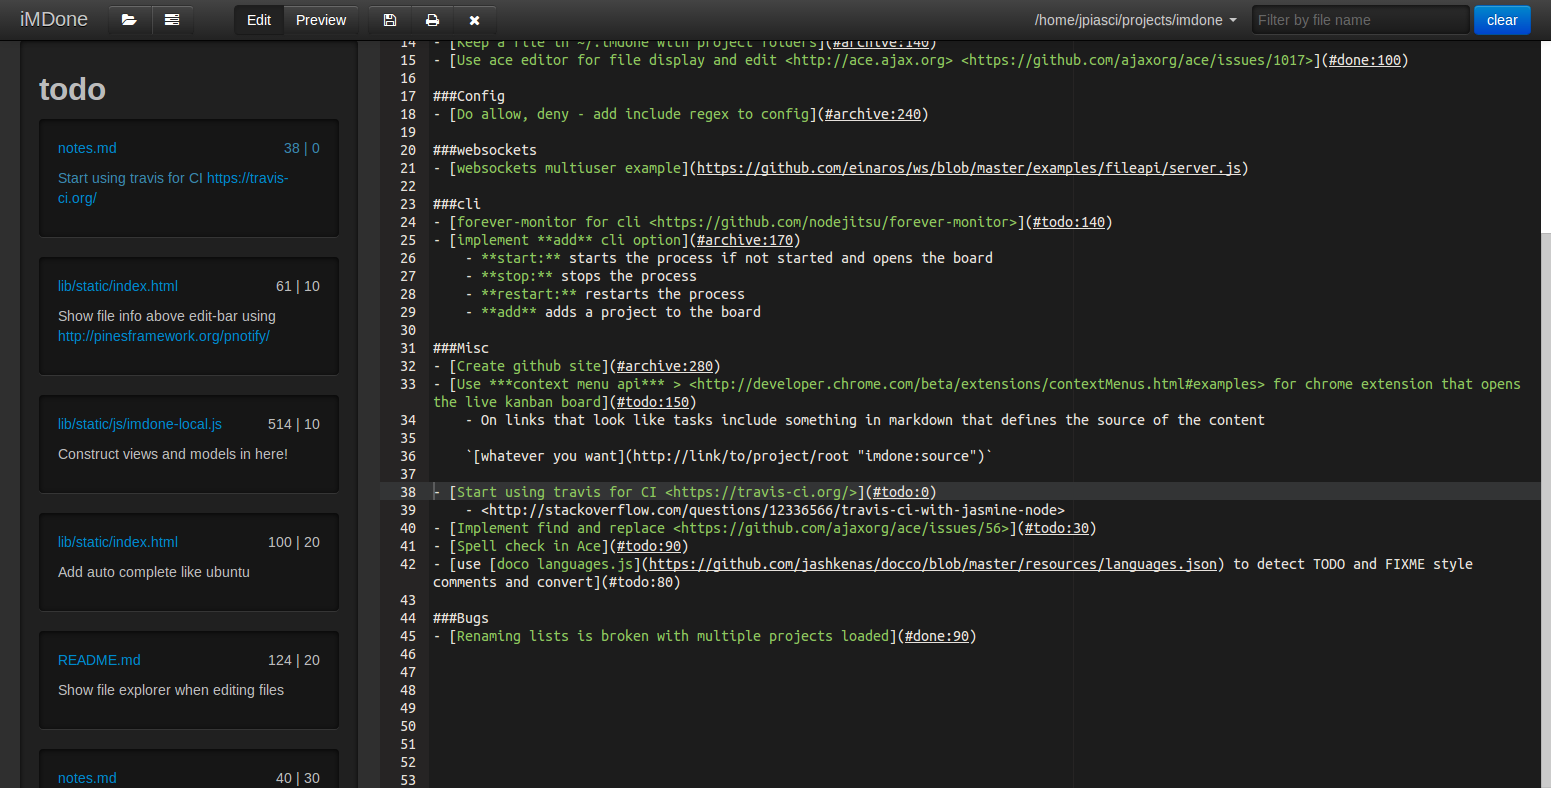 iMDone Edit Preview /home/jpiasci/projects/imdone Filter by file name clear
todo
notes.md 38 | 0
Start using travis for CI https://travis-
ci.org/
lib/static/index.html 61 | 10
Show file info above edit-bar using
http://pinesframework.org/pnotify/
lib/static/js/imdone-local.js 514 | 10
Construct views and models in here!
lib/static/index.html 100 | 20
Add auto complete like ubuntu
README.md 124 | 20
Show file explorer when editing files
notes.md 40 | 30
14 - [Keep a file in ~/.imdone with project folders](#archive:140)
15 - [Use ace editor for file display and edit <http://ace.ajax.org> <https://github.com/ajaxorg/ace/issues/1017>](#done:100)
16
17 ###Config
18 - [Do allow, deny - add include regex to config](#archive:240)
19
20 ###websockets
21 - [websockets multiuser example](https://github.com/einaros/ws/blob/master/examples/fileapi/server.js)
22
23 ###cli
24 - [forever-monitor for cli <https://github.com/nodejitsu/forever-monitor>](#todo:140)
25 - [implement **add** cli option](#archive:170)
26 - **start:** starts the process if not started and opens the board
27 - **stop:** stops the process
28 - **restart:** restarts the process
29 - **add** adds a project to the board
30
31 ###Misc
32 - [Create github site](#archive:280)
33 - [Use ***context menu api*** > <http://developer.chrome.com/beta/extensions/contextMenus.html#examples> for chrome extension that opens
the live kanban board](#todo:150)
34 - On links that look like tasks include something in markdown that defines the source of the content
35
36 `[whatever you want](http://link/to/project/root "imdone:source")`
37
38 - [Start using travis for CI <https://travis-ci.org/>](#todo:0)
39 - <http://stackoverflow.com/questions/12336566/travis-ci-with-jasmine-node>
40 - [Implement find and replace <https://github.com/ajaxorg/ace/issues/56>](#todo:30)
41 - [Spell check in Ace](#todo:90)
42 - [use [doco languages.js](https://github.com/jashkenas/docco/blob/master/resources/languages.json) to detect TODO and FIXME style
comments and convert](#todo:80)
43
44 ###Bugs
45 - [Renaming lists is broken with multiple projects loaded](#done:90)
46
47
48
49
50
51
52
53